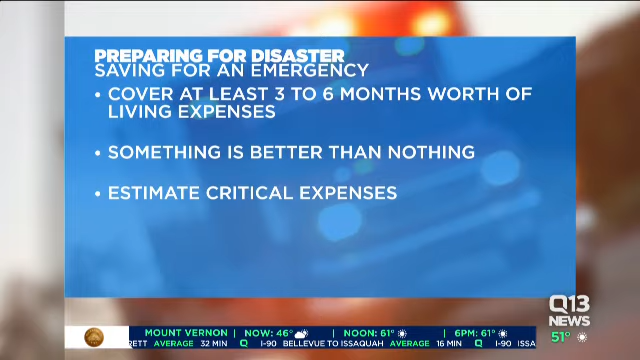 PREPARING FOR DISASTER
SAVING FOR AN EMERGENCY
• COVER AT LEAST 3 TO 6 MONTHS WORTH OF
LIVING EXPENSES
• SOMETHING IS BETTER THAN NOTHING
• ESTIMATE CRITICAL EXPENSES
Q13
NEWS
51°
MOUNT VERNON | NOW: 46° | NOON: 61° | 6PM: 61°
RETT AVERAGE 32 MIN Q I-90 BELLEVUE TO ISSAQUAH AVERAGE 16 MIN Q I-90 ISSA